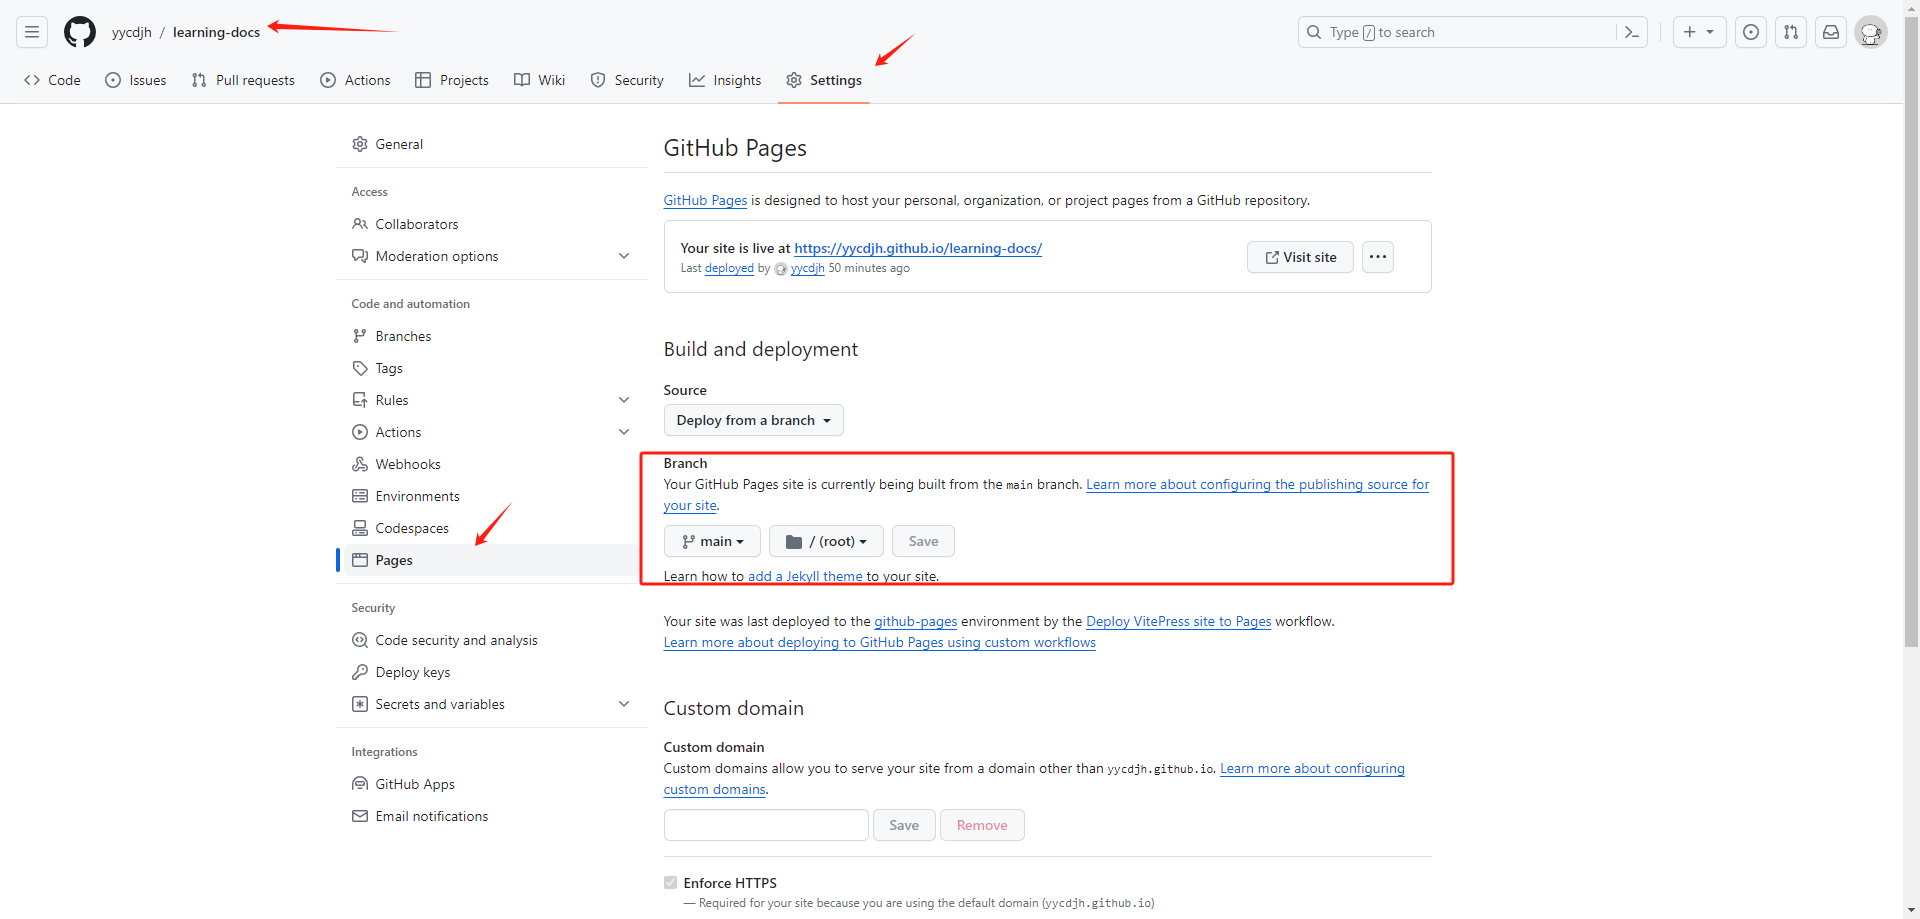 yycdjh / learning-docs
Type / to search
Code Issues Pull requests Actions Projects Wiki Security Insights Settings
General
Access
Collaborators
Moderation options
Code and automation
Branches
Tags
Rules
Actions
Webhooks
Environments
Codespaces
Pages
Security
Code security and analysis
Deploy keys
Secrets and variables
Integrations
GitHub Apps
Email notifications
GitHub Pages
GitHub Pages is designed to host your personal, organization, or project pages from a GitHub repository.
Your site is live at https://yycdjh.github.io/learning-docs/
Last deployed by yycdjh 50 minutes ago
Visit site
Build and deployment
Source
Deploy from a branch
Branch
Your GitHub Pages site is currently being built from the main branch. Learn more about configuring the publishing source for
your site.
main / (root) Save
Learn how to add a Jekyll theme to your site.
Your site was last deployed to the github-pages environment by the Deploy VitePress site to Pages workflow.
Learn more about deploying to GitHub Pages using custom workflows
Custom domain
Custom domain
Custom domains allow you to serve your site from a domain other than yycdjh.github.io. Learn more about configuring
custom domains.
Save Remove
Enforce HTTPS
— Required for your site because you are using the default domain (yycdjh.github.io)